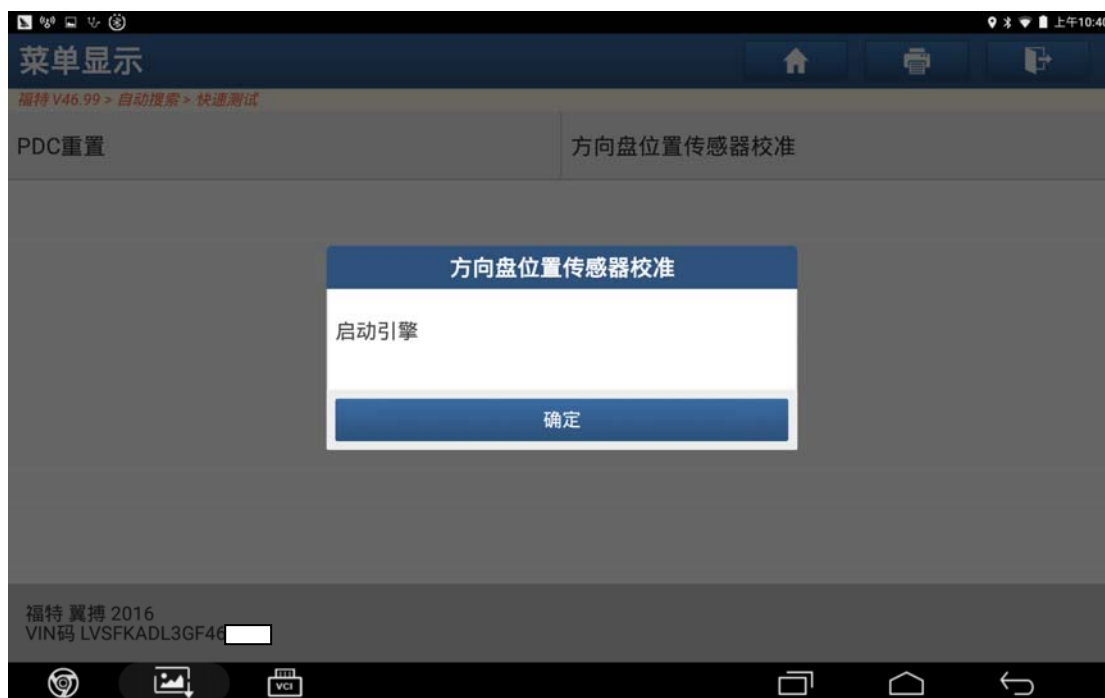 上午10:40
菜单显示
福特 V46.99 > 自动搜索 > 快速测试
PDC重置
方向盘位置传感器校准
方向盘位置传感器校准
启动引擎
确定
福特 翼搏 2016
VIN码 LVSFKADL3GF46
VCI